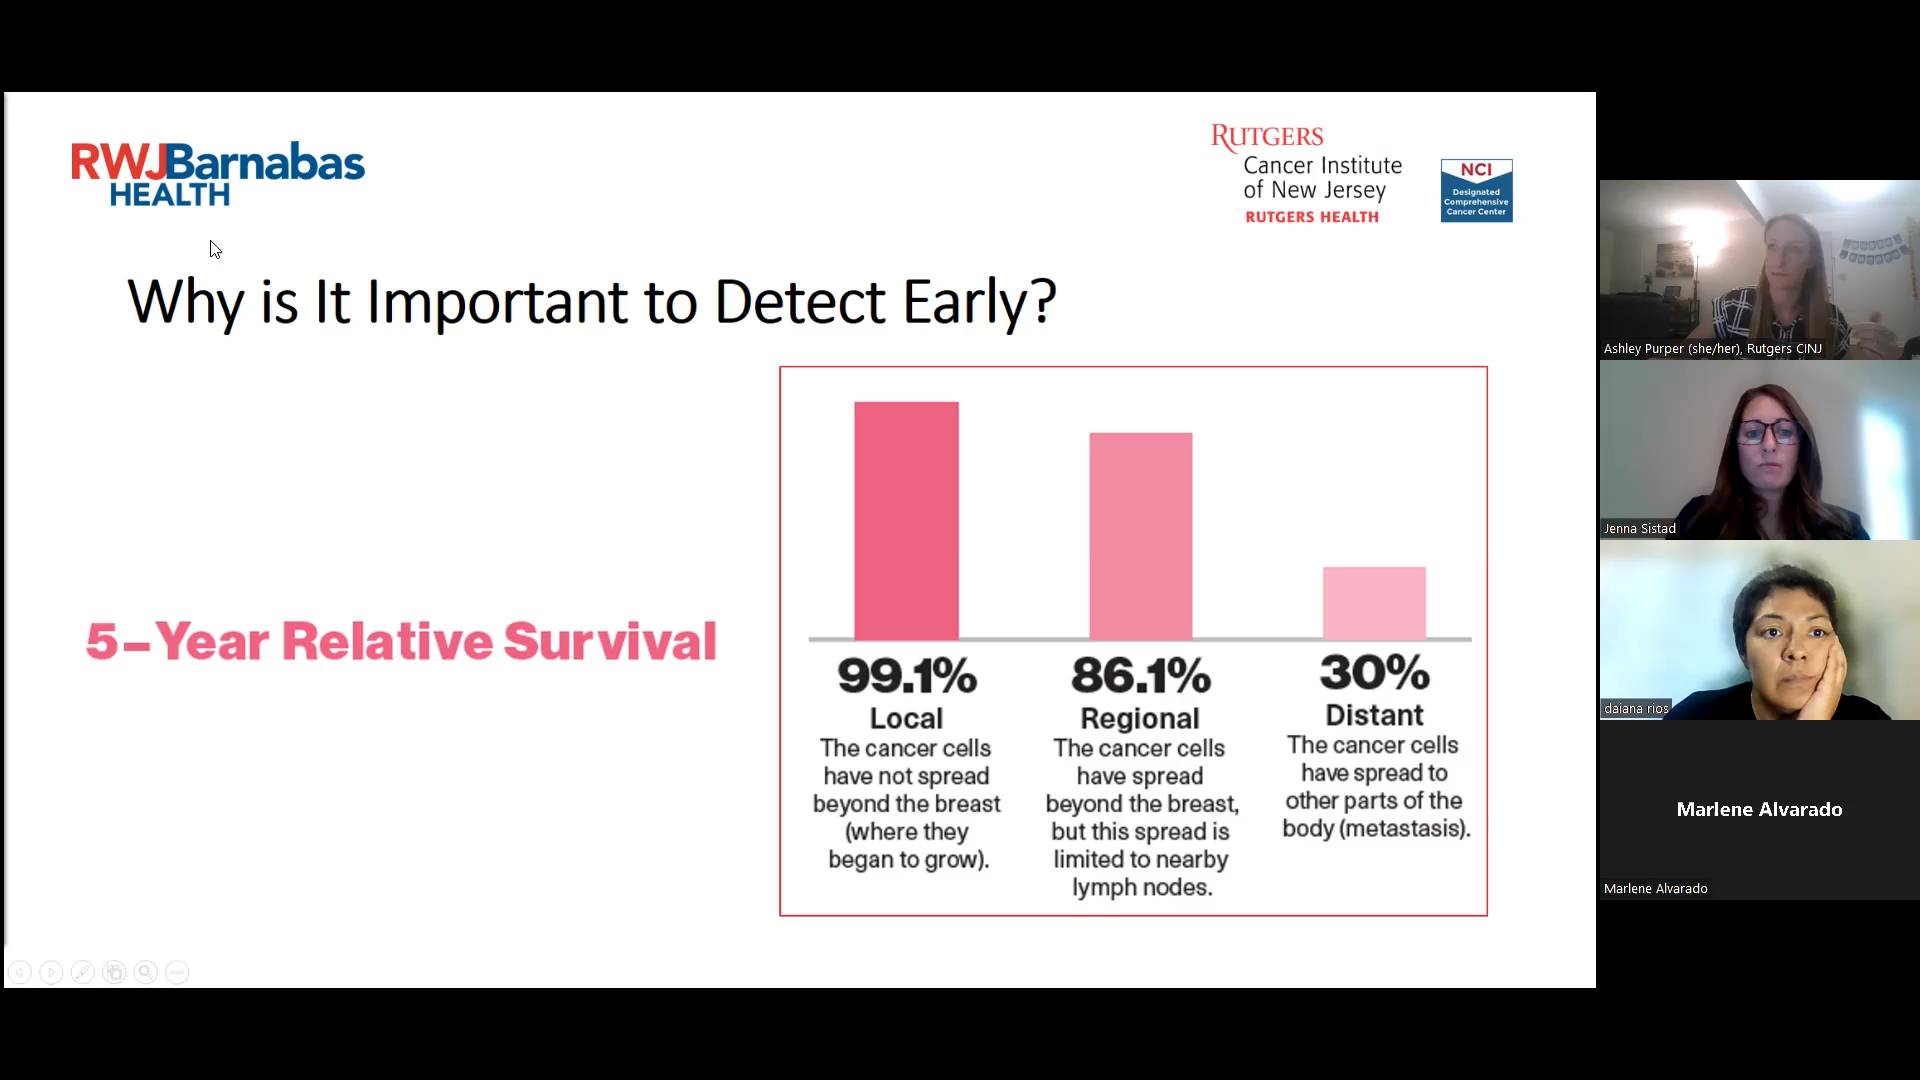 RWJBarnabas
HEALTH
RUTGERS
Cancer Institute
of New Jersey
RUTGERS HEALTH
NCI
Designated
Comprehensive
Cancer Center
Why is It Important to Detect Early?
5–Year Relative Survival
99.1%
Local
The cancer cells
have not spread
beyond the breast
(where they
began to grow).
86.1%
Regional
The cancer cells
have spread
beyond the breast,
but this spread is
limited to nearby
lymph nodes.
30%
Distant
The cancer cells
have spread to
other parts of the
body (metastasis).
Ashley Purper (she/her), Rutgers CINJ
Jenna Sistad
daiana rios
Marlene Alvarado
Marlene Alvarado